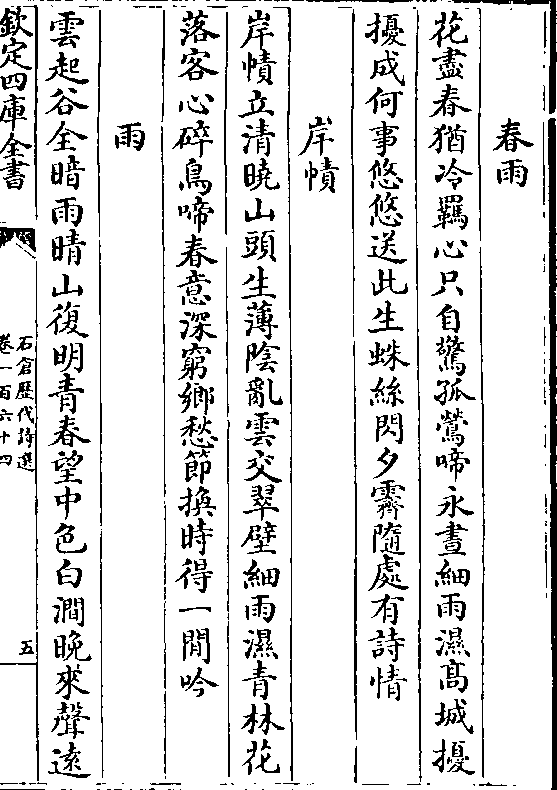 春雨
花盡春猶冷羈心只自驚孤鶯啼永晝細雨濕髙城擾
擾成何事悠悠送此生蛛絲閃夕霽隨處有詩情
岸幘
岸幘立清曉山頭生薄陰亂雲交翠壁細雨濕青林花
落客心碎鳥啼春意深窮鄉愁節換時得一閒吟
雨
雲起谷全暗雨晴山復明青春望中色白澗晚來聲逺
欽定四庫全書
石倉歴代詩選
卷一百六十四
五